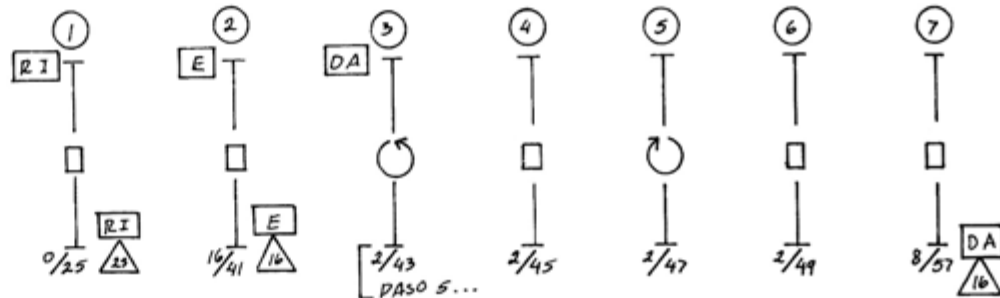 1 2 3 4 5 6 7
RI E DA
RI E DA
0/25 23 16/41 16 2/43 2/45 2/47 2/49 8/57 16
PASO 5...